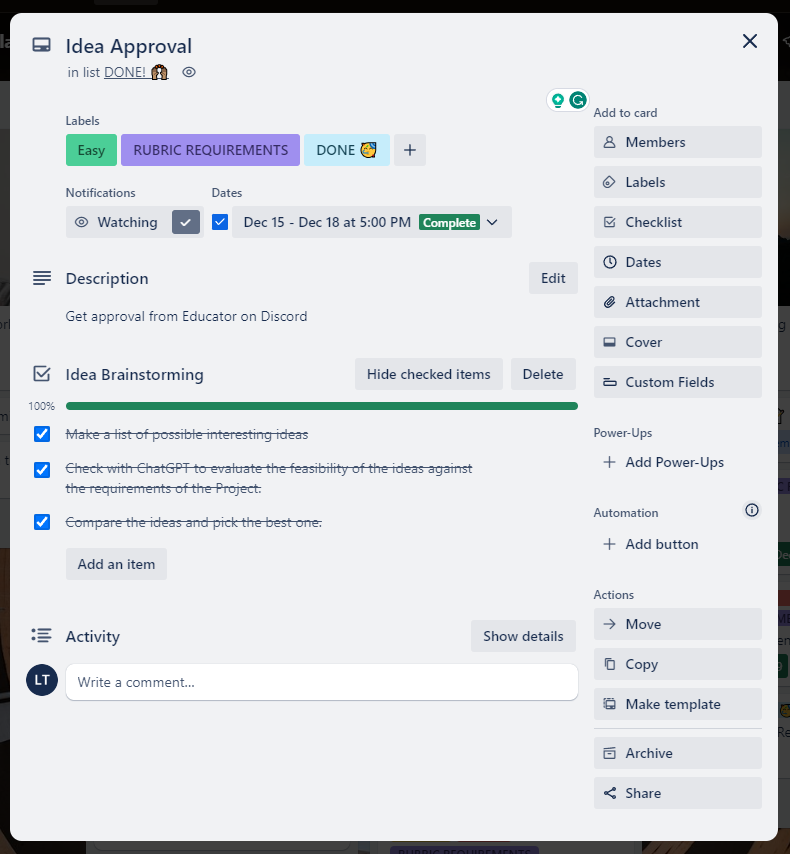 Idea Approval
in list DONE!
Labels
Easy
RUBRIC REQUIREMENTS
DONE
Notifications
Dates
Watching
Dec 15 - Dec 18 at 5:00 PM Complete
Description
Edit
Get approval from Educator on Discord
Idea Brainstorming
Hide checked items
Delete
100%
Make a list of possible interesting ideas
Check with ChatGPT to evaluate the feasibility of the ideas against
the requirements of the Project.
Compare the ideas and pick the best one.
Add an item
Activity
Show details
LT
Write a comment...
Add to card
Members
Labels
Checklist
Dates
Attachment
Cover
Custom Fields
Power-Ups
Add Power-Ups
Automation
Add button
Actions
Move
Copy
Make template
Archive
Share
RUBRIC REQUIREMENTS